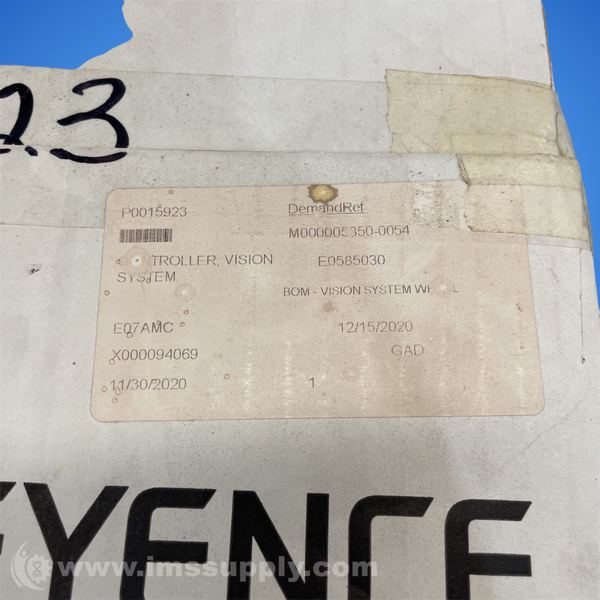 23
P0015923 DemandRef
M000005350-0054
TROLLER, VISION E0585030
SYSTEM
BOM - VISION SYSTEM
E07AMC 12/15/2020
X000094069 GAD
11/30/2020 1
EYENCE
www.imssupply.com